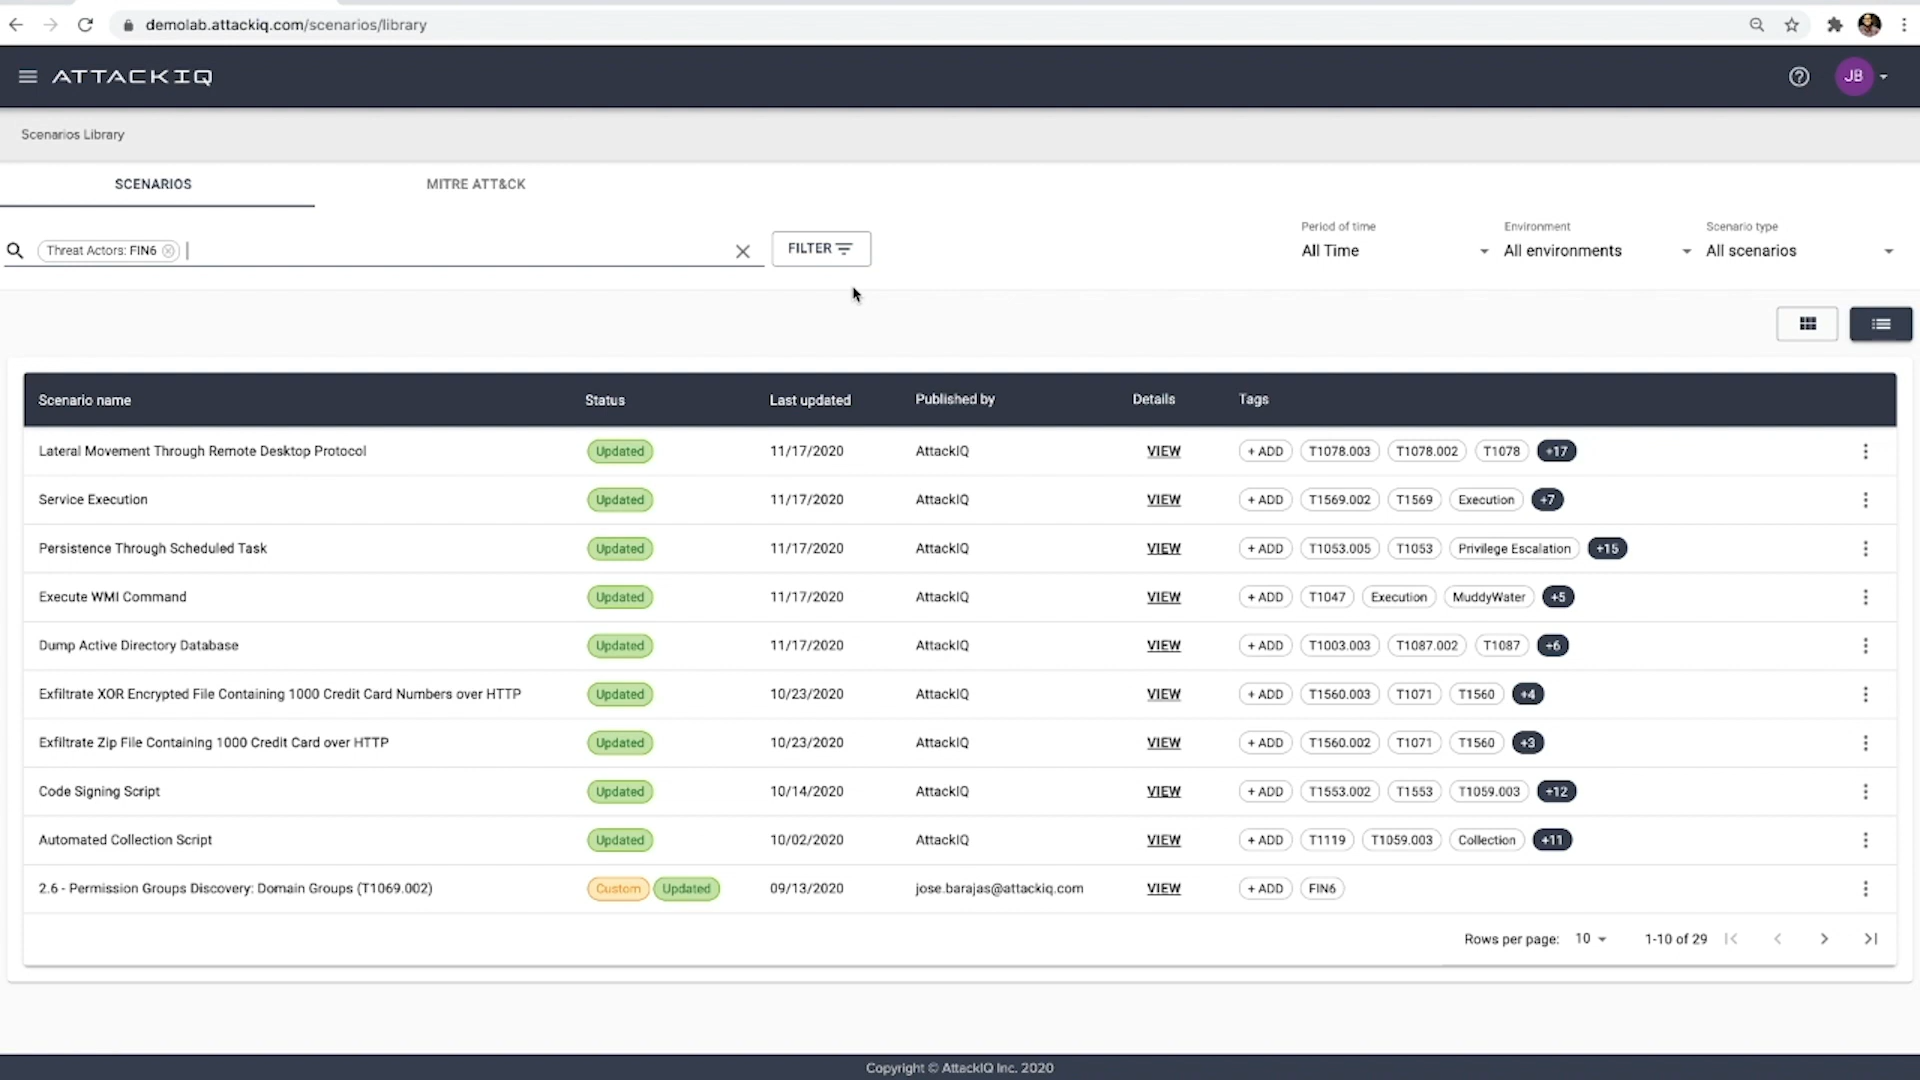 demolab.attackiq.com/scenarios/library
ATTACKIQ
JB
Scenarios Library
SCENARIOS MITRE ATT&CK
Period of time Environment Scenario type
Threat Actors: FIN6 FILTER All Time All environments All scenarios
Scenario name Status Last updated Published by Details Tags
Lateral Movement Through Remote Desktop Protocol Updated 11/17/2020 AttackIQ VIEW + ADD T1078.003 T1078.002 T1078 +17
Service Execution Updated 11/17/2020 AttackIQ VIEW + ADD T1569.002 T1569 Execution +7
Persistence Through Scheduled Task Updated 11/17/2020 AttackIQ VIEW + ADD T1053.005 T1053 Privilege Escalation +15
Execute WMI Command Updated 11/17/2020 AttackIQ VIEW + ADD T1047 Execution MuddyWater +5
Dump Active Directory Database Updated 11/17/2020 AttackIQ VIEW + ADD T1003.003 T1087.002 T1087 +6
Exfiltrate XOR Encrypted File Containing 1000 Credit Card Numbers over HTTP Updated 10/23/2020 AttackIQ VIEW + ADD T1560.003 T1071 T1560 +4
Exfiltrate Zip File Containing 1000 Credit Card over HTTP Updated 10/23/2020 AttackIQ VIEW + ADD T1560.002 T1071 T1560 +3
Code Signing Script Updated 10/14/2020 AttackIQ VIEW + ADD T1553.002 T1553 T1059.003 +12
Automated Collection Script Updated 10/02/2020 AttackIQ VIEW + ADD T1119 T1059.003 Collection +11
2.6 - Permission Groups Discovery: Domain Groups (T1069.002) Custom Updated 09/13/2020 jose.barajas@attackiq.com VIEW + ADD FIN6
Rows per page: 10 1-10 of 29
Copyright © AttackIQ Inc. 2020